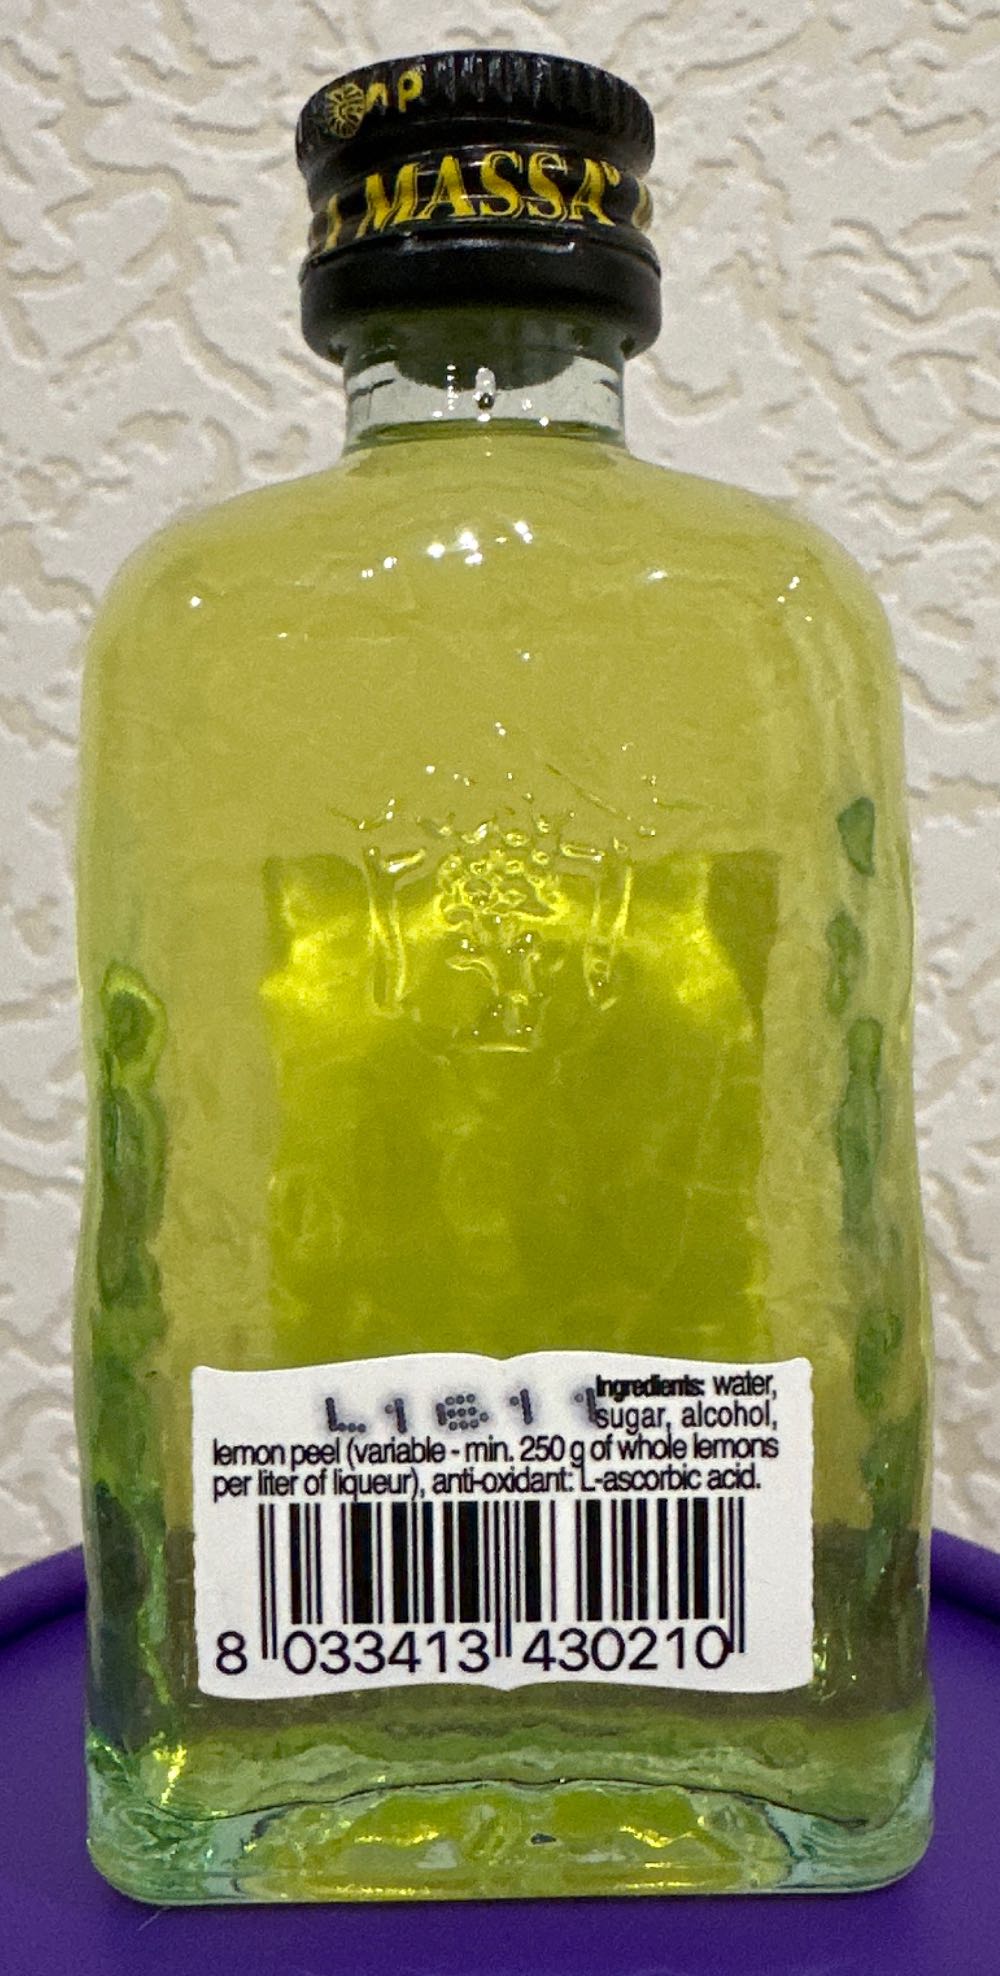 MASSA
Ingredients: water,
sugar, alcohol,
lemon peel (variable - min. 250 g of whole lemons
per liter of liqueur), anti-oxidant: L-ascorbic acid.
8 033413 430210